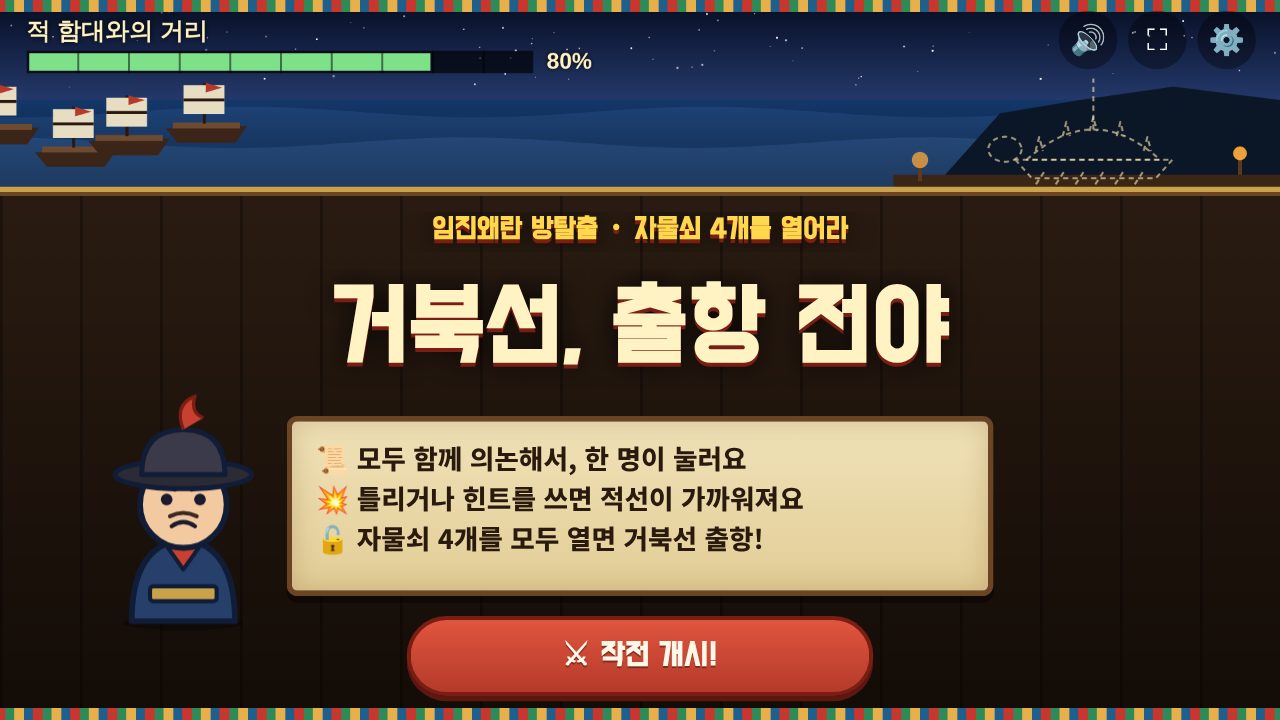 적 함대와의 거리
80%
임진왜란 방탈출 · 자물쇠 4개를 열어라
거북선, 출항 전야
📜 모두 함께 의논해서, 한 명이 눌러요
💥 틀리거나 힌트를 쓰면 적선이 가까워져요
🔓 자물쇠 4개를 모두 열면 거북선 출항!
⚔ 작전 개시!